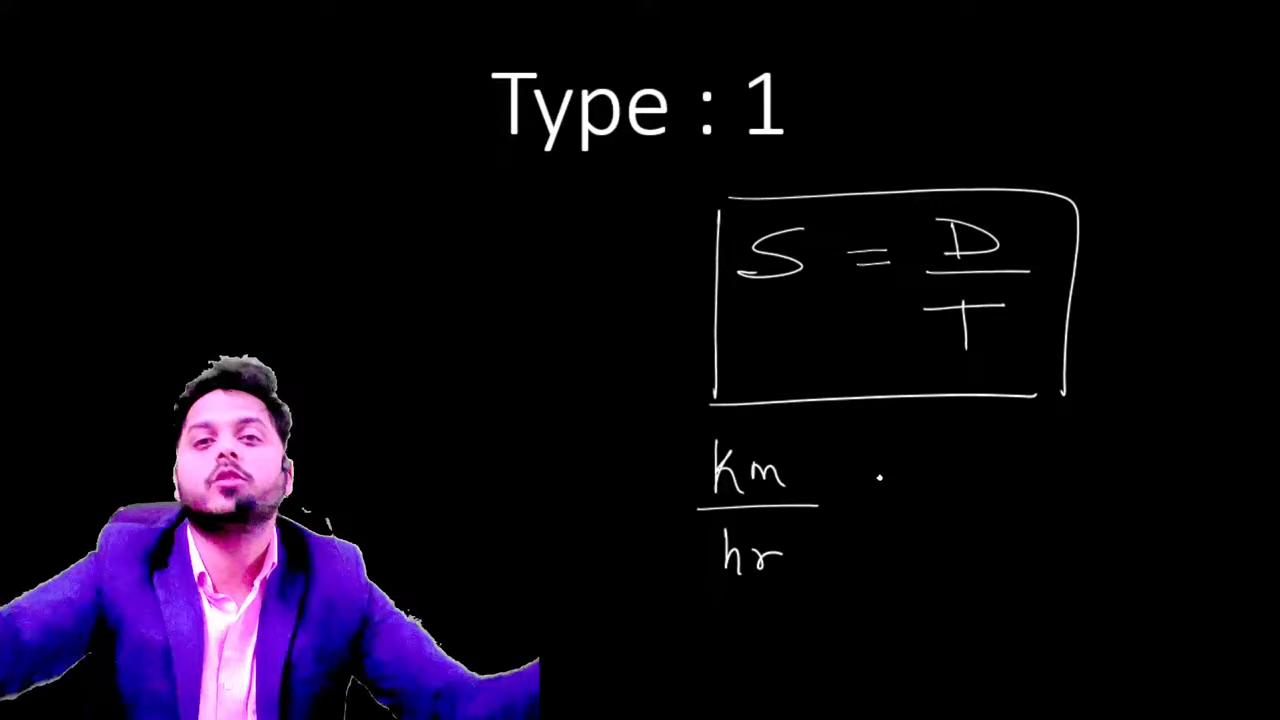 Type : 1
S = D/T
km/hr